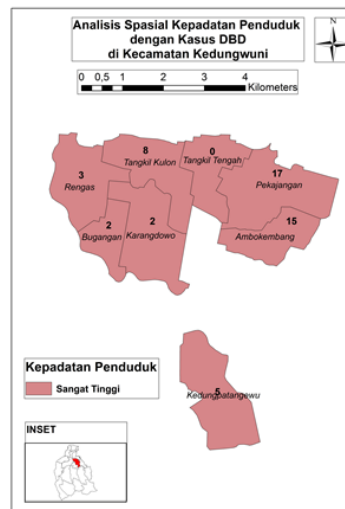 Analisis Spasial Kepadatan Penduduk
dengan Kasus DBD
di Kecamatan Kedungwuni
N
0 0,5 1 2 3 4
Kilometers
8
Tangkil Kulon
0
Tangkil Tengah
3
Rengas
17
Pekajangan
2
Bugangan
2
Karangdowo
15
Ambokembang
5
Kedungpatangewu
Kepadatan Penduduk
Sangat Tinggi
INSET